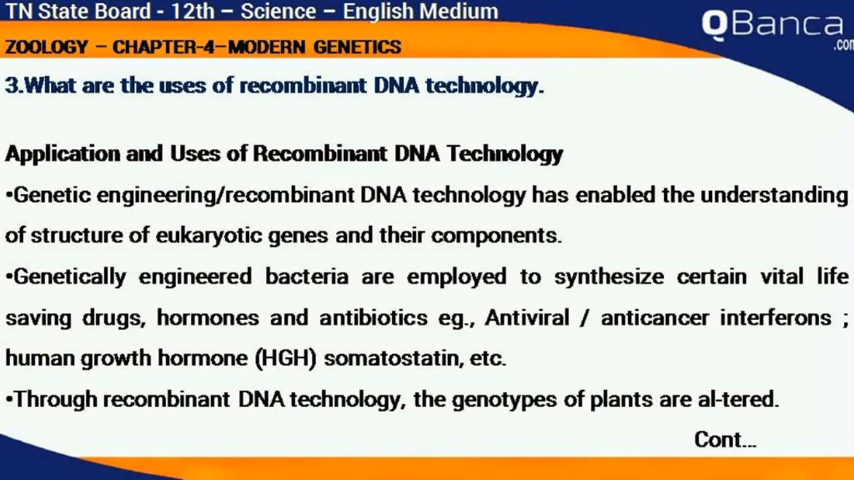 TN State Board - 12th – Science – English Medium
QBanca
.com
ZOOLOGY – CHAPTER-4–MODERN GENETICS
3.What are the uses of recombinant DNA technology.
Application and Uses of Recombinant DNA Technology
•Genetic engineering/recombinant DNA technology has enabled the understanding
of structure of eukaryotic genes and their components.
•Genetically engineered bacteria are employed to synthesize certain vital life
saving drugs, hormones and antibiotics eg., Antiviral / anticancer interferons ;
human growth hormone (HGH) somatostatin, etc.
•Through recombinant DNA technology, the genotypes of plants are al-tered.
Cont...